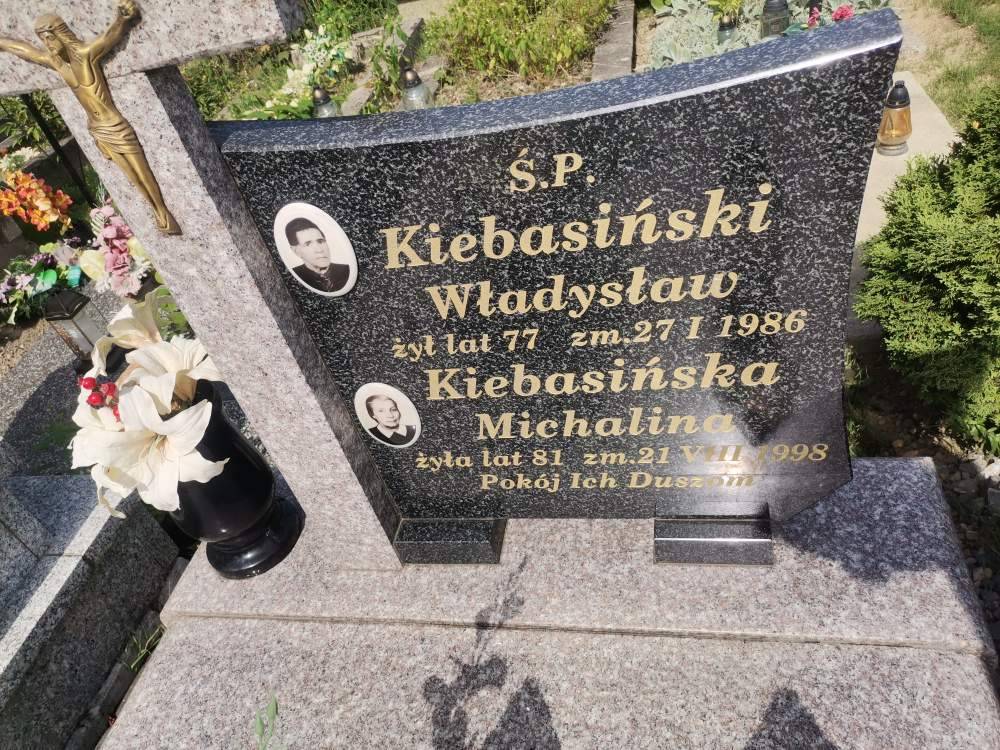 Ś.P.
Kiebasiński
Władysław
żył lat 77 zm.27 I 1986
Kiebasińska
Michalina
żyła lat 81 zm.21 VIII 1998
Pokój Ich Duszom